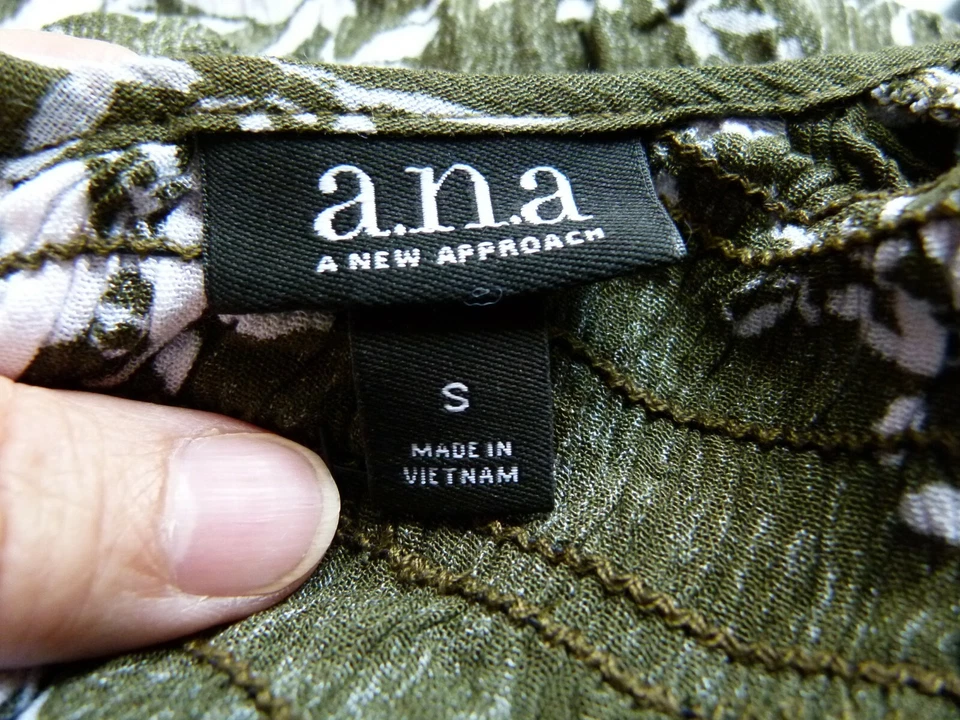 a.n.a
A NEW APPROACH
S
MADE IN
VIETNAM